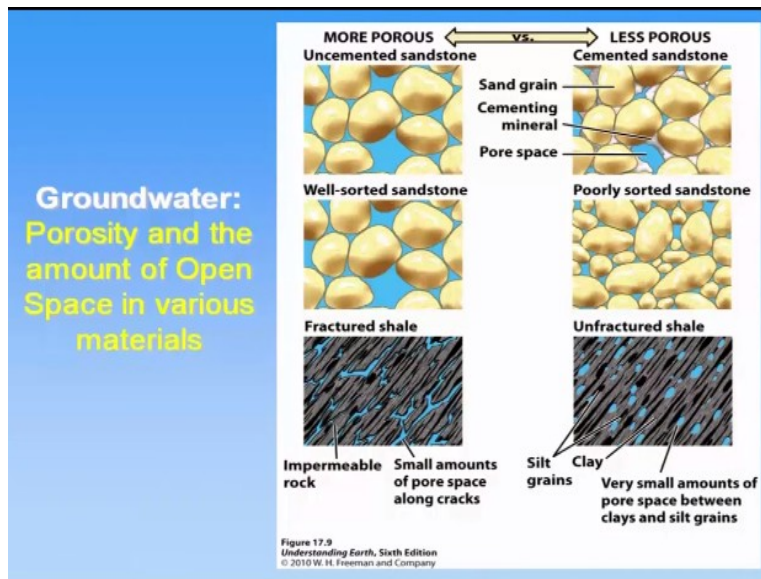 Groundwater:
Porosity and the
amount of Open
Space in various
materials
MORE POROUS vs. LESS POROUS
Uncemented sandstone
Cemented sandstone
Sand grain
Cementing
mineral
Pore space
Well-sorted sandstone
Poorly sorted sandstone
Fractured shale
Unfractured shale
Impermeable
rock
Small amounts
of pore space
along cracks
Silt
grains
Clay
Very small amounts of
pore space between
clays and silt grains
Figure 17.9
Understanding Earth, Sixth Edition
© 2010 W. H. Freeman and Company